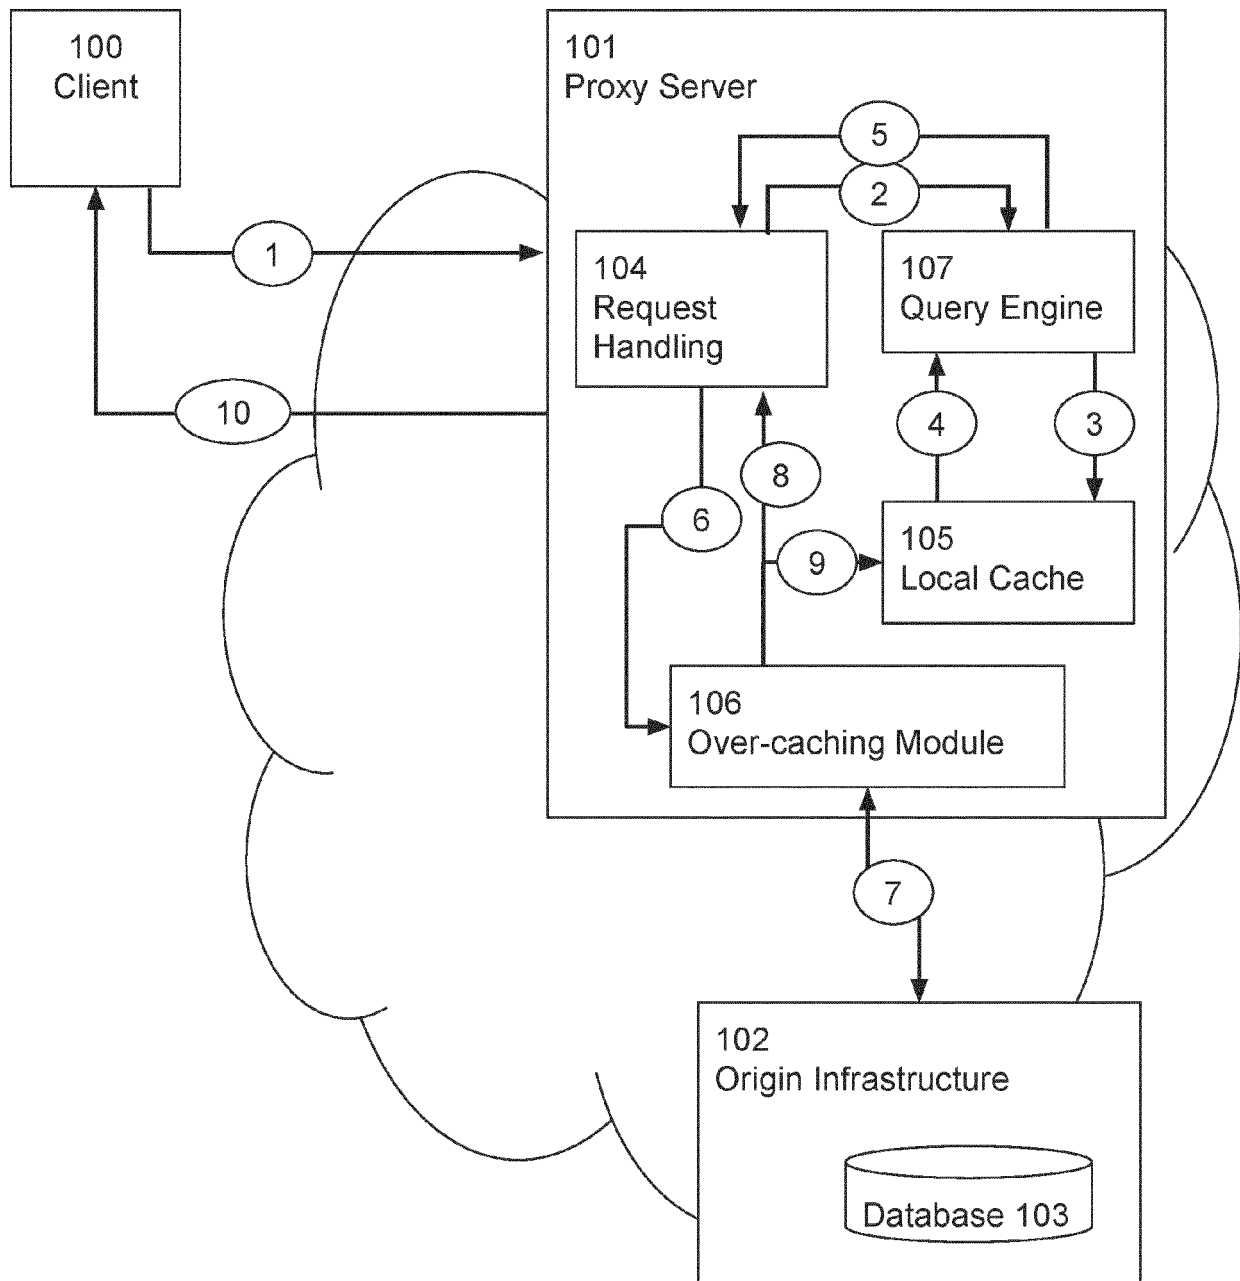 100
Client
101
Proxy Server
5
2
1
104
Request
Handling
107
Query Engine
10
4
3
8
6
9
105
Local Cache
106
Over-caching Module
7
102
Origin Infrastructure
Database 103